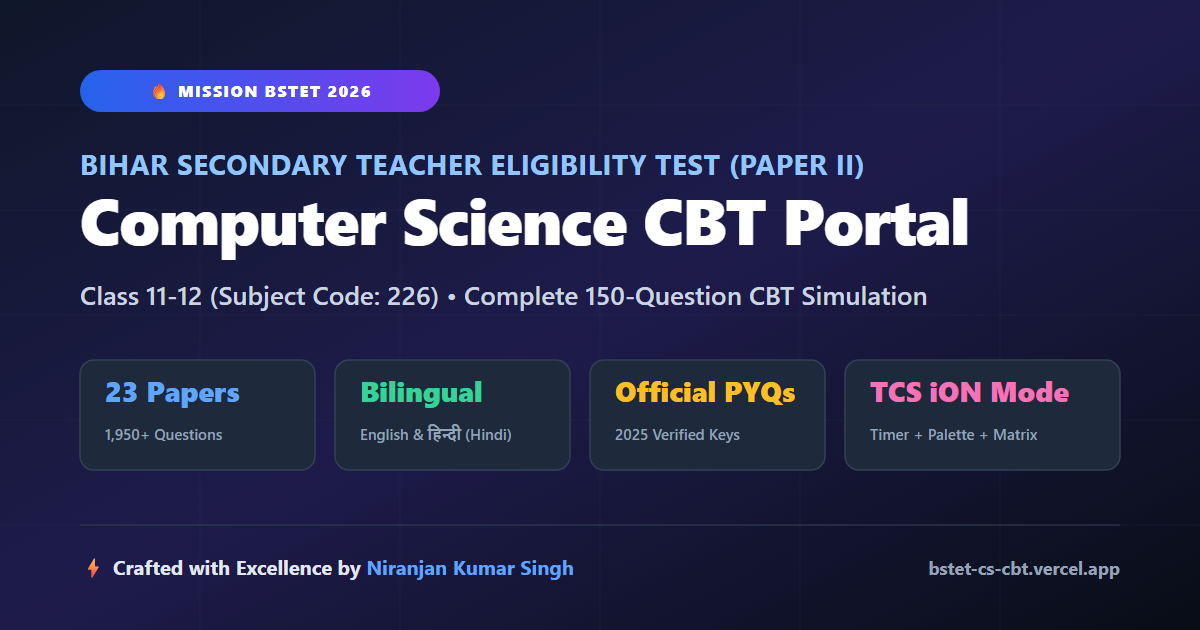 🔥 MISSION BSTET 2026
BIHAR SECONDARY TEACHER ELIGIBILITY TEST (PAPER II)
Computer Science CBT Portal
Class 11-12 (Subject Code: 226) • Complete 150-Question CBT Simulation
23 Papers
1,950+ Questions
Bilingual
English & हिन्दी (Hindi)
Official PYQs
2025 Verified Keys
TCS iON Mode
Timer + Palette + Matrix
⚡ Crafted with Excellence by Niranjan Kumar Singh
bstet-cs-cbt.vercel.app